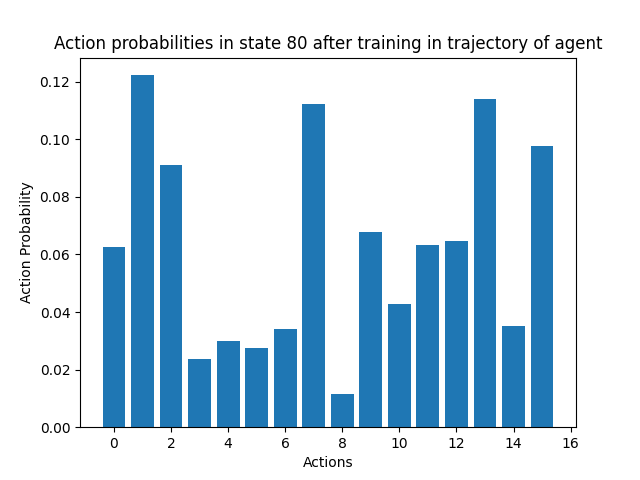 Action probabilities in state 80 after training in trajectory of agent
0.12
0.10
0.08
0.06
0.04
0.02
0.00
Action Probability
0 2 4 6 8 10 12 14 16
Actions